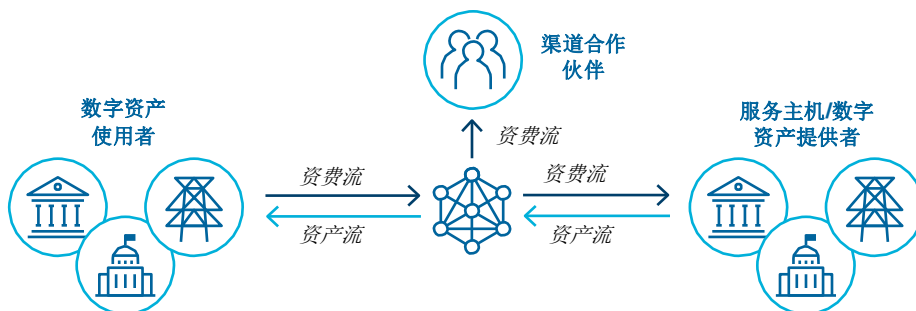 渠道合作
伙伴
数字资产
使用者
服务主机/数字
资产提供者
资费流
资费流
资费流
资产流
资产流